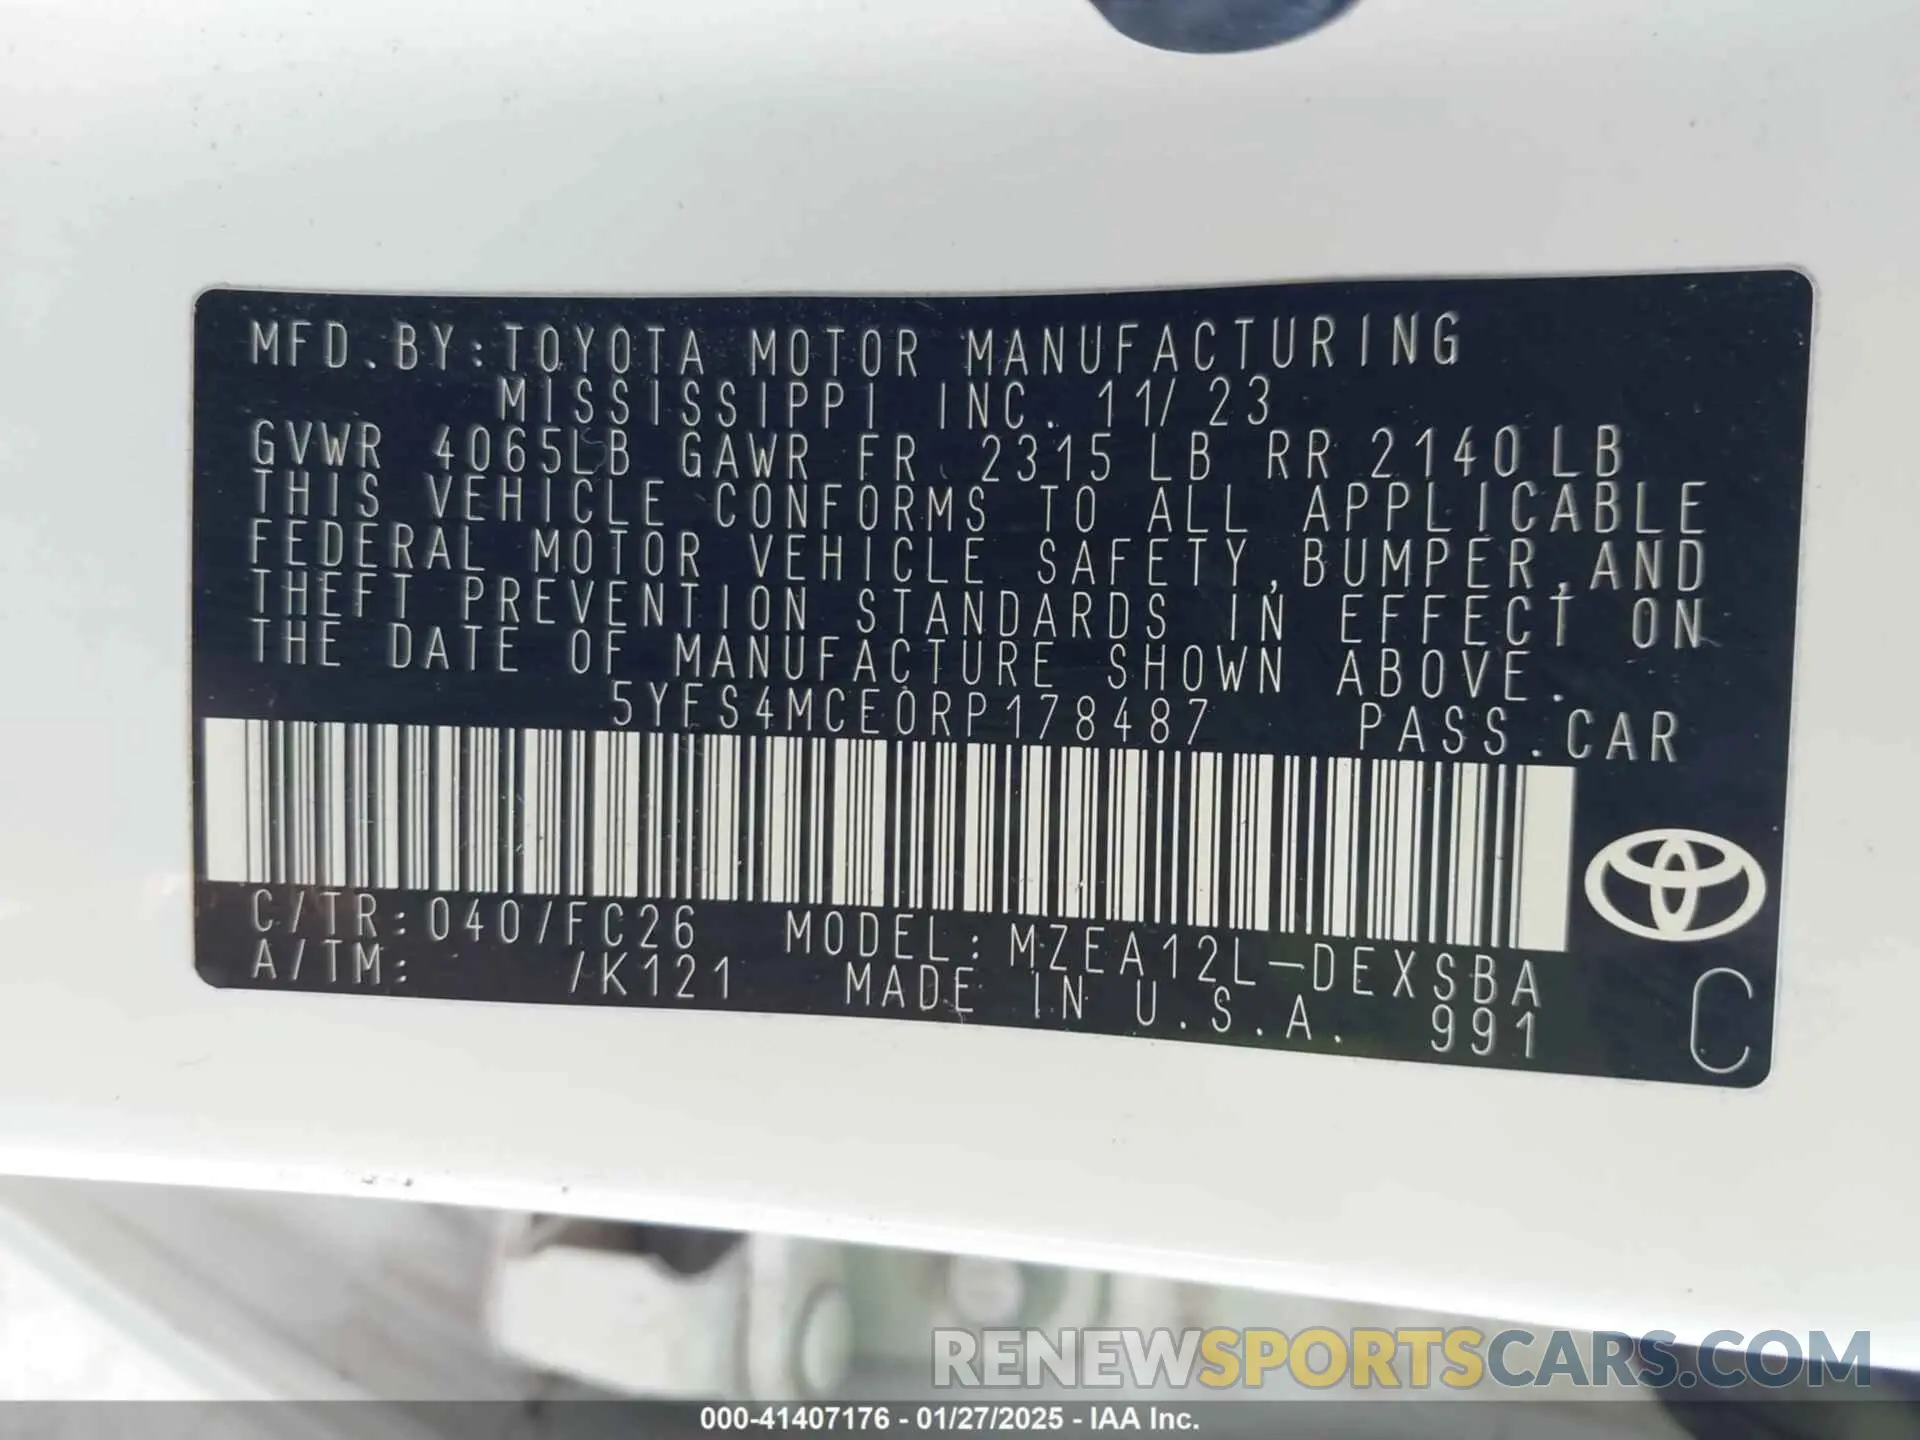 MFD.BY:TOYOTA MOTOR MANUFACTURING
MISSISSIPPI INC. 11/23
GVWR 4065LB GAWR FR 2315LB RR 2140LB
THIS VEHICLE CONFORMS TO ALL APPLICABLE
FEDERAL MOTOR VEHICLE SAFETY,BUMPER,AND
THEFT PREVENTION STANDARDS IN EFFECT ON
THE DATE OF MANUFACTURE SHOWN ABOVE.
5YFS4MCE0RP178487 PASS.CAR
C/TR:040/FC26 MODEL:MZEA12L-DEXSBA
A/TM: /K121 MADE IN U.S.A. 991
C
RENEWSPORTSCARS.COM
000-41407176 - 01/27/2025 - IAA Inc.